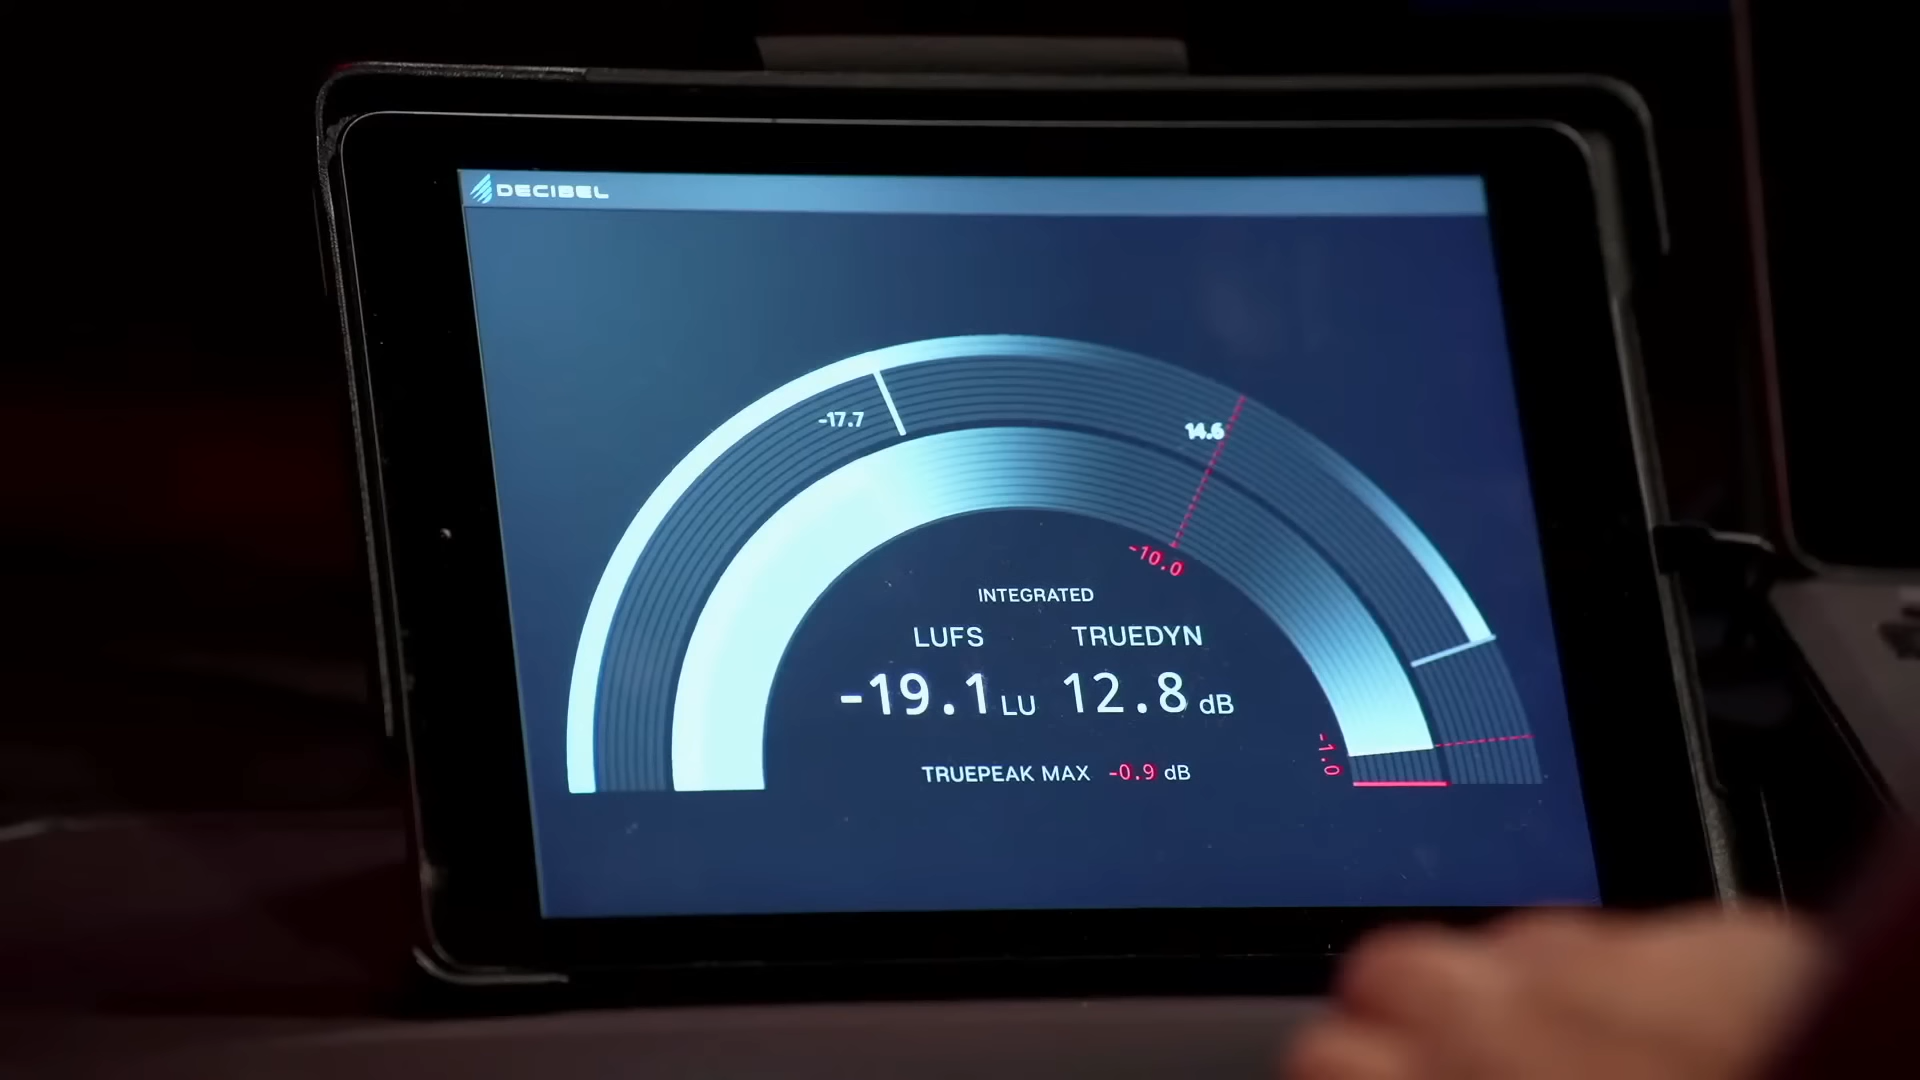 DECIBEL
-17.7
14.6
-10.0
INTEGRATED
LUFS TRUEDYN
-19.1 LU 12.8 dB
-1.0
TRUEPEAK MAX -0.9 dB